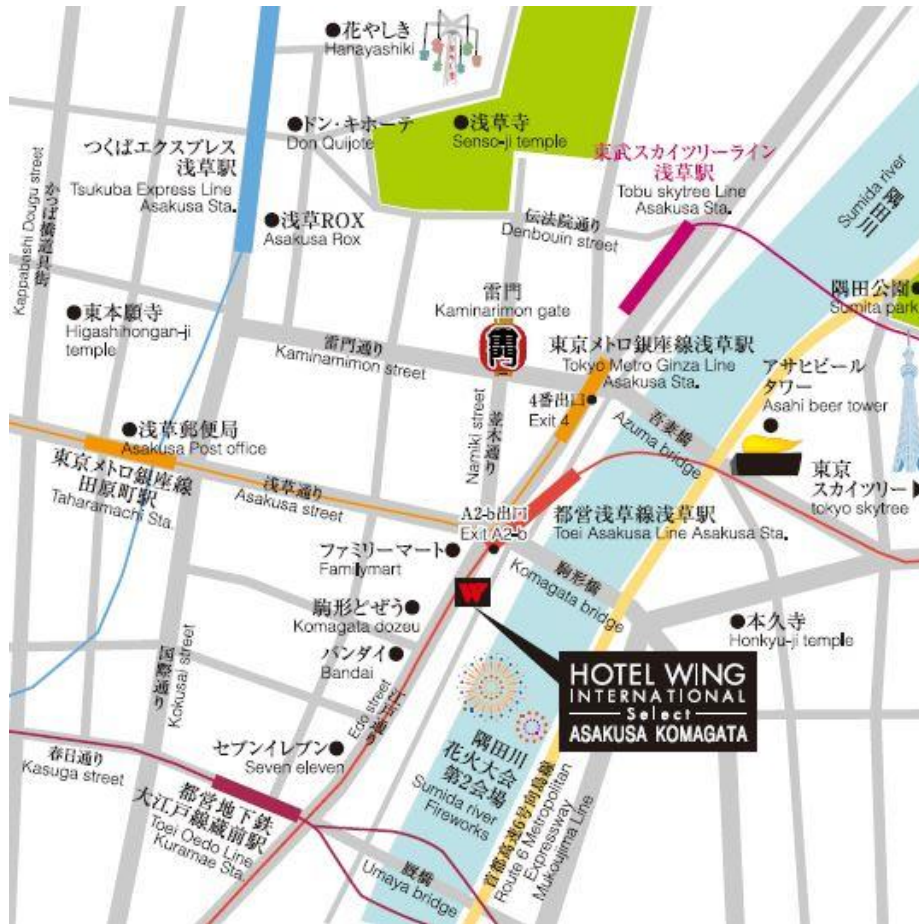 ●花やしき
Hanayashiki
●ドン・キホーテ
Don Quijote
●浅草寺
Senso-ji temple
つくばエクスプレス
浅草駅
Tsukuba Express Line
Asakusa Sta.
東武スカイツリーライン
浅草駅
Tobu skytree Line
Asakusa Sta.
Sumida river
隅田川
かっぱ橋道具街
Kappabashi Dougu street
●浅草ROX
Asakusa Rox
伝法院通り
Denbouin street
隅田公園●
Sumita park
●東本願寺
Higashihongan-ji
temple
雷門
Kaminarimon gate
雷門通り
Kaminamimon street
東京メトロ銀座線浅草駅
Tokyo Metro Ginza Line
Asakusa Sta.
4番出口
Exit 4
アサヒビール
タワー
Asahi beer tower
吾妻橋
Azuma bridge
並木通り
Namiki street
●浅草郵便局
Asakusa Post office
東京メトロ銀座線
田原町駅
Taharamachi Sta.
浅草通り
Asakusa street
東京
スカイツリー▶
tokyo skytree
A2-b出口
Exit A2-b
都営浅草線浅草駅
Toei Asakusa Line Asakusa Sta.
ファミリーマート●
Familymart
駒形橋
Komagata bridge
駒形どぜう●
Komagata dozeu
●本久寺
Honkyu-ji temple
バンダイ●
Bandai
国際通り
Kokusai street
江戸通り
Edo street
HOTEL WING
INTERNATIONAL
Select
ASAKUSA KOMAGATA
セブンイレブン●
Seven eleven
隅田川
花火大会
第2会場
Sumida river
Fireworks
春日通り
Kasuga street
都営地下鉄
大江戸線蔵前駅
Toei Oedo Line
Kuramae Sta.
厩橋
Umaya bridge
首都高速6号向島線
Route 6 Metropolitan
Expressway
Mukoujima Line